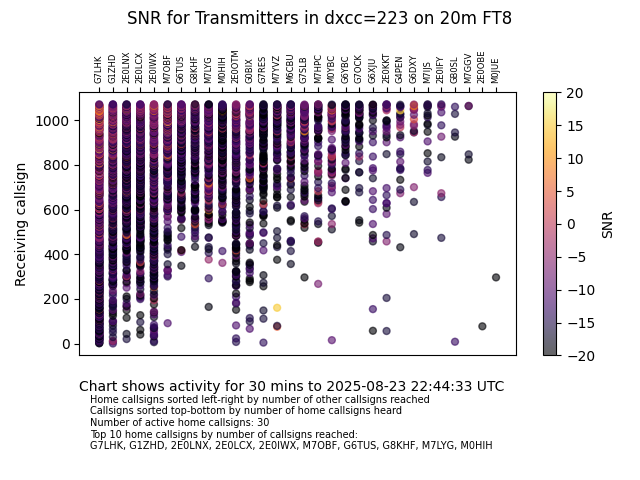 SNR for Transmitters in dxcc=223 on 20m FT8
G7LHK G1ZHD 2E0LNX 2E0LCX 2E0IWX M7OBF G6TUS G8KHF M7LYG M0HIH 2E0OTM G0BIX G7RES M7YVZ M6CBU G7SLB M7HPC M0YBC G6YBC G7OCK G6XJU 2E0KKT G4PEN G6DXY M7IJS 2E0IFY GB0SL M7GGV 2E0OBE M0JUE
Receiving callsign
1000
800
600
400
200
0
20
15
10
5
0
−5
−10
−15
−20
SNR
Chart shows activity for 30 mins to 2025-08-23 22:44:33 UTC
Home callsigns sorted left-right by number of other callsigns reached
Callsigns sorted top-bottom by number of home callsigns heard
Number of active home callsigns: 30
Top 10 home callsigns by number of callsigns reached:
G7LHK, G1ZHD, 2E0LNX, 2E0LCX, 2E0IWX, M7OBF, G6TUS, G8KHF, M7LYG, M0HIH